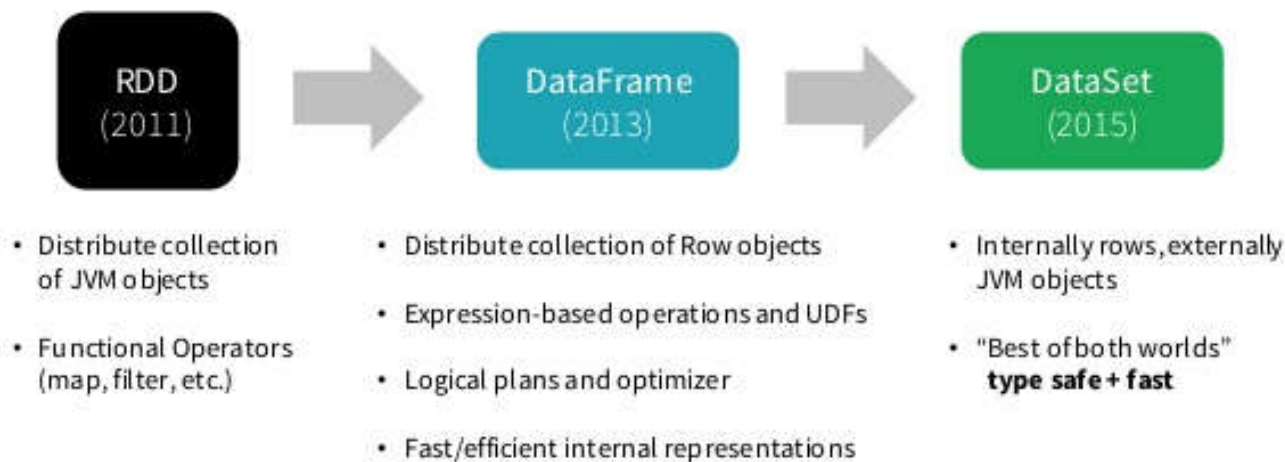 RDD
(2011)
DataFrame
(2013)
DataSet
(2015)
• Distribute collection
of JVM objects
• Functional Operators
(map, filter, etc.)
• Distribute collection of Row objects
• Expression-based operations and UDFs
• Logical plans and optimizer
• Fast/efficient internal representations
• Internally rows, externally
JVM objects
• “Best of both worlds”
type safe + fast